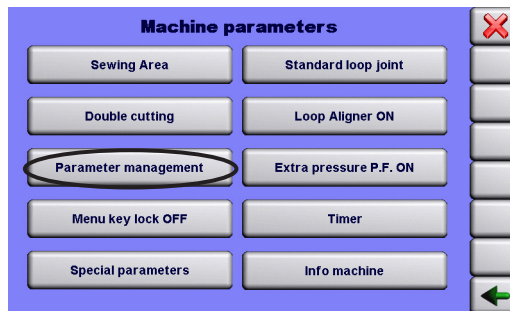 Machine parameters
Sewing Area
Standard loop joint
Double cutting
Loop Aligner ON
Parameter management
Extra pressure P.F. ON
Menu key lock OFF
Timer
Special parameters
Info machine